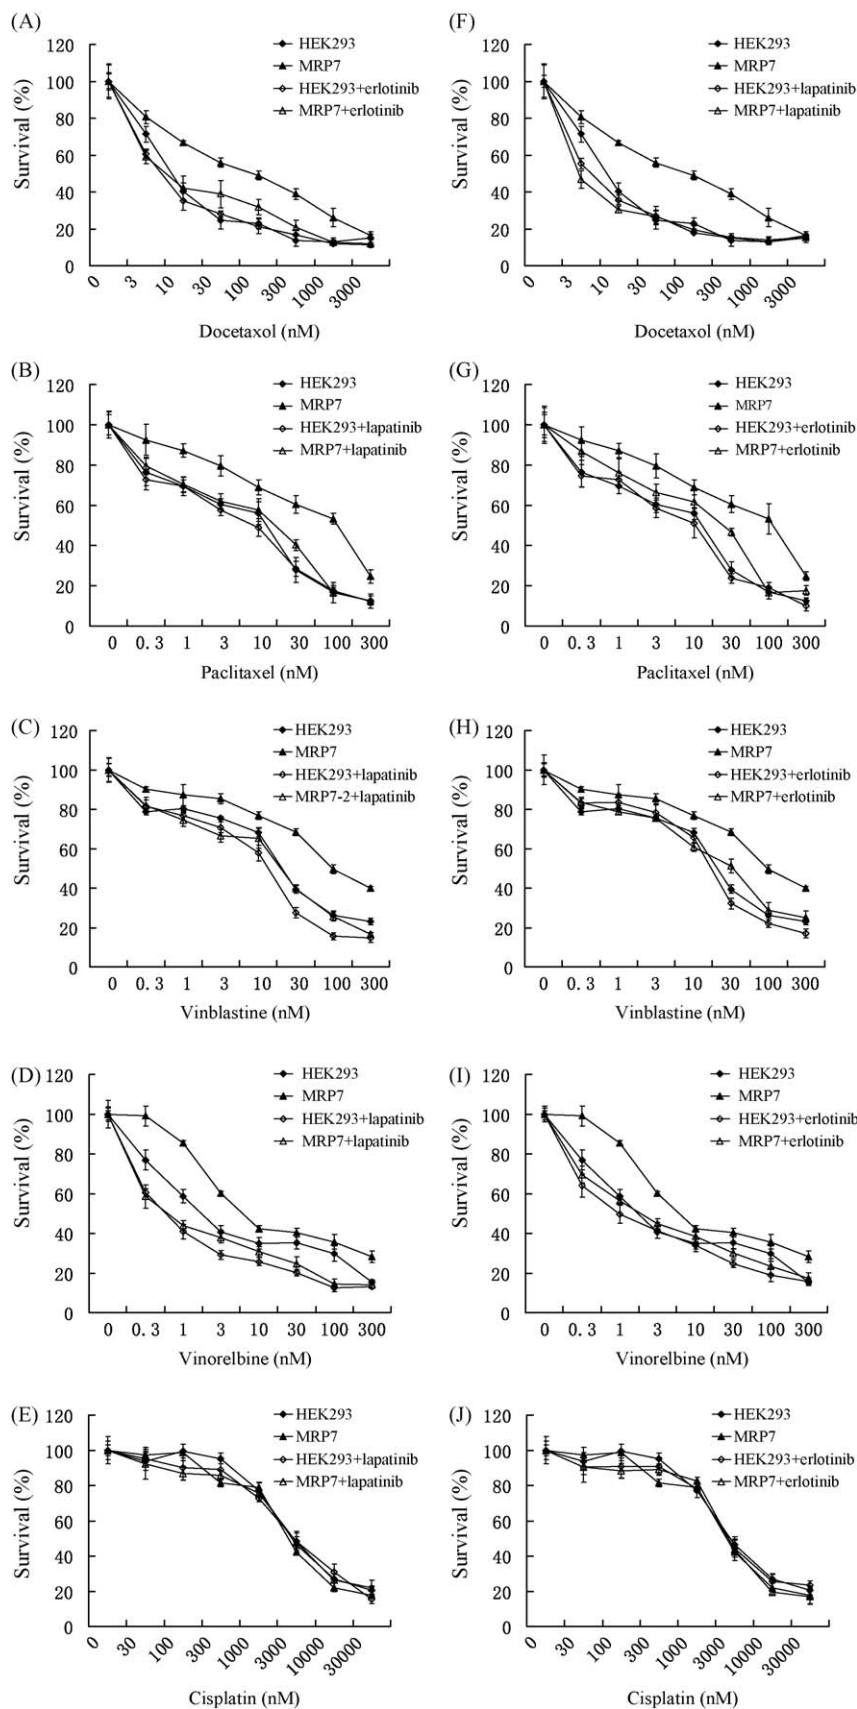 (A)
Survival (%)
120
100
80
60
40
20
0
HEK293
MRP7
HEK293+erlotinib
MRP7+erlotinib
0 3 10 30 100 300 1000 3000
Docetaxol (nM)
(F)
Survival (%)
120
100
80
60
40
20
0
HEK293
MRP7
HEK293+lapatinib
MRP7+lapatinib
0 3 10 30 100 300 1000 3000
Docetaxol (nM)
(B)
Survival (%)
120
100
80
60
40
20
0
HEK293
MRP7
HEK293+lapatinib
MRP7+lapatinib
0 0.3 1 3 10 30 100 300
Paclitaxel (nM)
(G)
Survival (%)
120
100
80
60
40
20
0
HEK293
MRP7
HEK293+erlotinib
MRP7+erlotinib
0 0.3 1 3 10 30 100 300
Paclitaxel (nM)
(C)
Survival (%)
120
100
80
60
40
20
0
HEK293
MRP7
HEK293+lapatinib
MRP7-2+lapatinib
0 0.3 1 3 10 30 100 300
Vinblastine (nM)
(H)
Survival (%)
120
100
80
60
40
20
0
HEK293
MRP7
HEK293+erlotinib
MRP7+erlotinib
0 0.3 1 3 10 30 100 300
Vinblastine (nM)
(D)
Survival (%)
120
100
80
60
40
20
0
HEK293
MRP7
HEK293+lapatinib
MRP7+lapatinib
0 0.3 1 3 10 30 100 300
Vinorelbine (nM)
(I)
Survival (%)
120
100
80
60
40
20
0
HEK293
MRP7
HEK293+erlotinib
MRP7+erlotinib
0 0.3 1 3 10 30 100 300
Vinorelbine (nM)
(E)
Survival (%)
120
100
80
60
40
20
0
HEK293
MRP7
HEK293+lapatinib
MRP7+lapatinib
0 30 100 300 1000 3000 10000 30000
Cisplatin (nM)
(J)
Survival (%)
120
100
80
60
40
20
0
HEK293
MRP7
HEK293+erlotinib
MRP7+erlotinib
0 30 100 300 1000 3000 10000 30000
Cisplatin (nM)